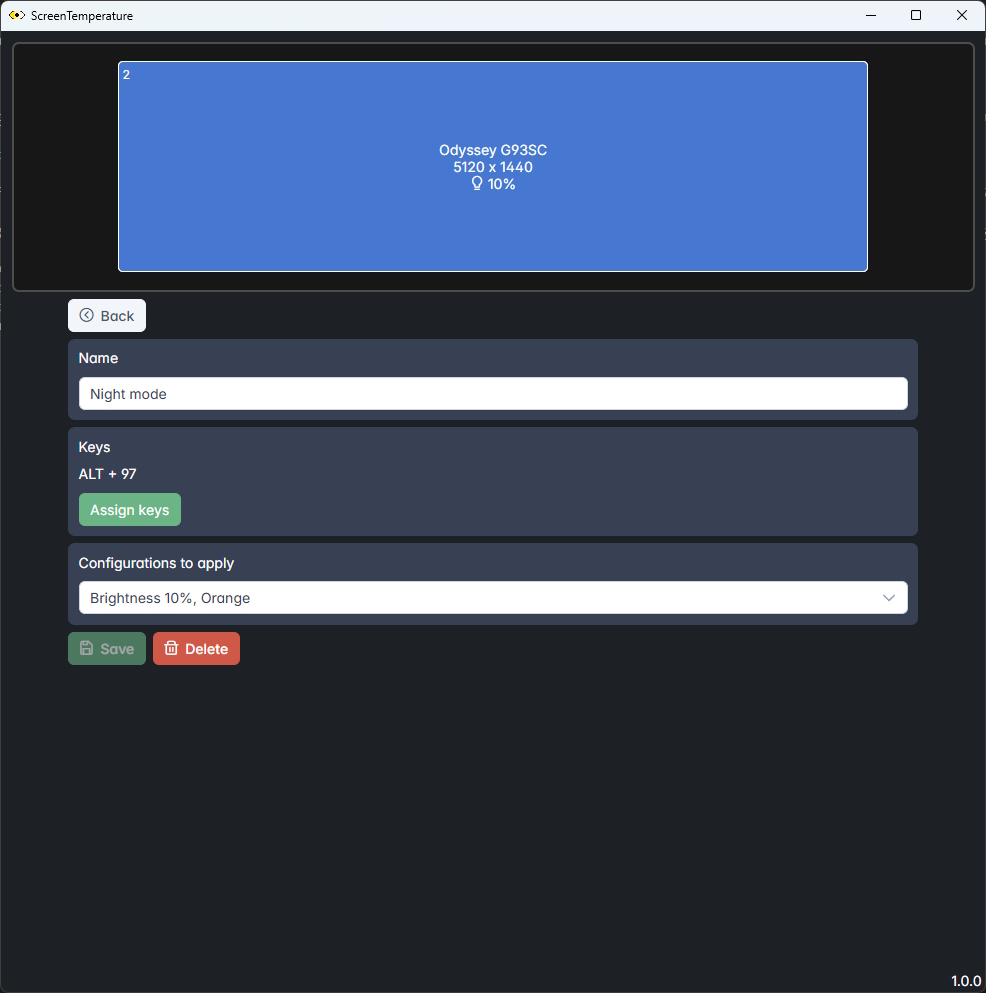 ScreenTemperature
2
Odyssey G93SC
5120 x 1440
10%
Back
Name
Night mode
Keys
ALT + 97
Assign keys
Configurations to apply
Brightness 10%, Orange
Save Delete
1.0.0